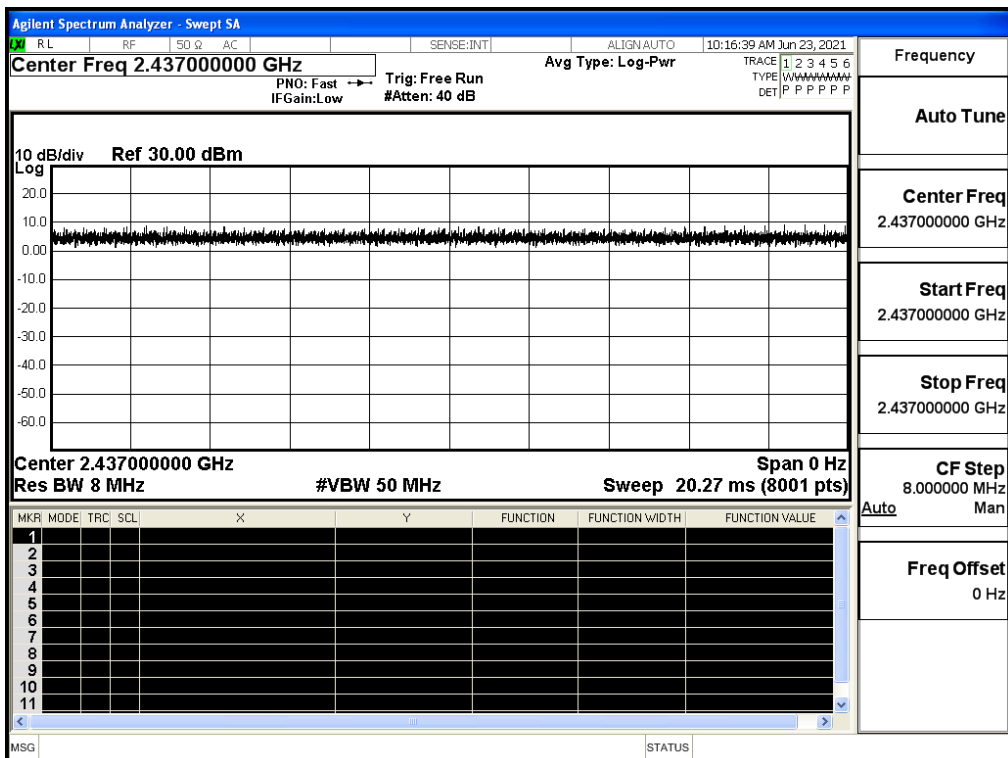 Agilent Spectrum Analyzer - Swept SA
LXI RL RF 50 Ω AC SENSE:INT ALIGN AUTO 10:16:39 AM Jun 23, 2021
Center Freq 2.437000000 GHz
PNO: Fast
IFGain:Low
Trig: Free Run
#Atten: 40 dB
Avg Type: Log-Pwr
TRACE 1 2 3 4 5 6
TYPE WWWWWW
DET P P P P P P
10 dB/div Ref 30.00 dBm
Log
20.0
10.0
0.00
-10.0
-20.0
-30.0
-40.0
-50.0
-60.0
Center 2.437000000 GHz Span 0 Hz
Res BW 8 MHz #VBW 50 MHz Sweep 20.27 ms (8001 pts)
MKR MODE TRC SCL X Y FUNCTION FUNCTION WIDTH FUNCTION VALUE
1
2
3
4
5
6
7
8
9
10
11
MSG STATUS
Frequency
Auto Tune
Center Freq
2.437000000 GHz
Start Freq
2.437000000 GHz
Stop Freq
2.437000000 GHz
CF Step
8.000000 MHz
Auto Man
Freq Offset
0 Hz